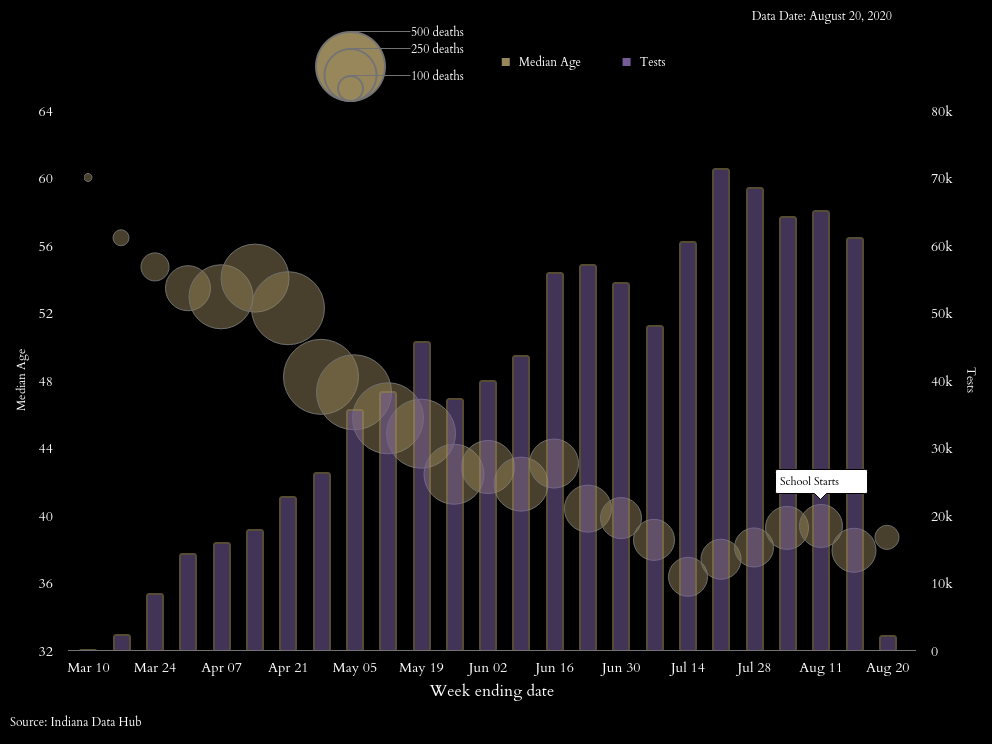 Data Date: August 20, 2020
500 deaths
250 deaths
100 deaths
Median Age
Tests
64
60
56
52
48
44
40
36
32
Median Age
80k
70k
60k
50k
40k
30k
20k
10k
0
Tests
School Starts
Mar 10 Mar 24 Apr 07 Apr 21 May 05 May 19 Jun 02 Jun 16 Jun 30 Jul 14 Jul 28 Aug 11 Aug 20
Week ending date
Source: Indiana Data Hub